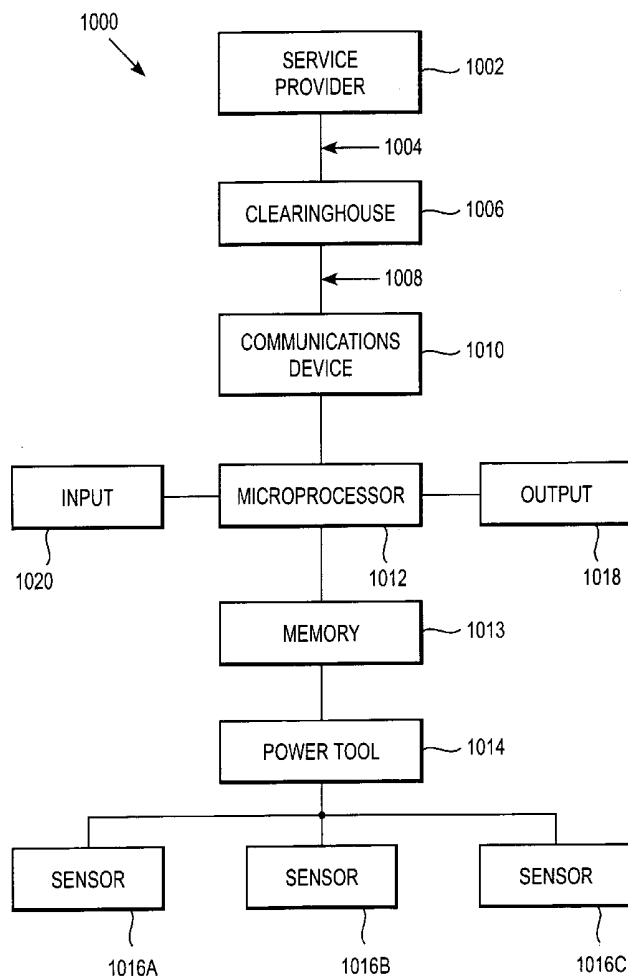 1000
SERVICE
PROVIDER
1002
1004
CLEARINGHOUSE
1006
1008
COMMUNICATIONS
DEVICE
1010
INPUT
MICROPROCESSOR
OUTPUT
1020
1012
1018
MEMORY
1013
POWER TOOL
1014
SENSOR
SENSOR
SENSOR
1016A
1016B
1016C